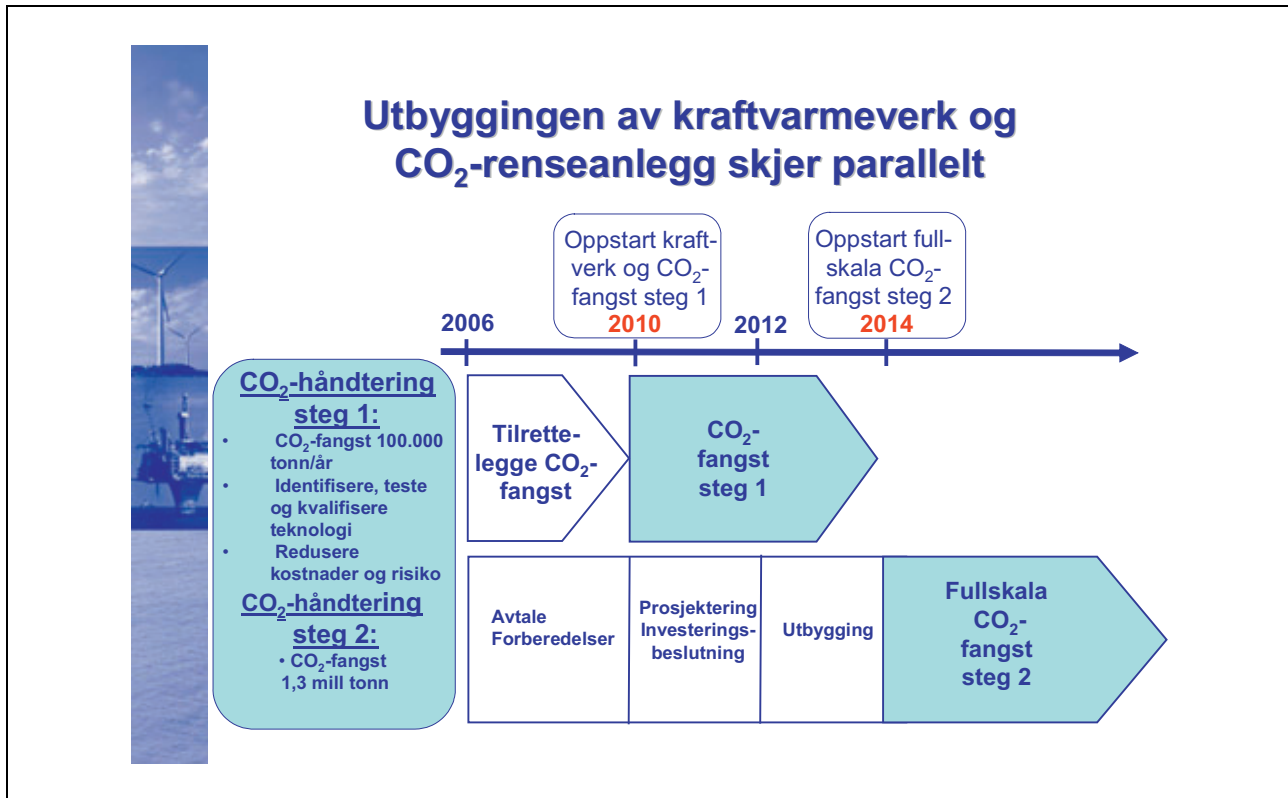 Utbyggingen av kraftvarmeverk og
CO₂-renseanlegg skjer parallelt
Oppstart kraft-
verk og CO₂-
fangst steg 1
2010
Oppstart full-
skala CO₂-
fangst steg 2
2014
2006
2012
CO₂-håndtering
steg 1:
• CO₂-fangst 100.000
tonn/år
• Identifisere, teste
og kvalifisere
teknologi
• Redusere
kostnader og risiko
CO₂-håndtering
steg 2:
• CO₂-fangst
1,3 mill tonn
Tilrette-
legge CO₂-
fangst
CO₂-
fangst
steg 1
Avtale
Forberedelser
Prosjektering
Investerings-
beslutning
Utbygging
Fullskala
CO₂-
fangst
steg 2